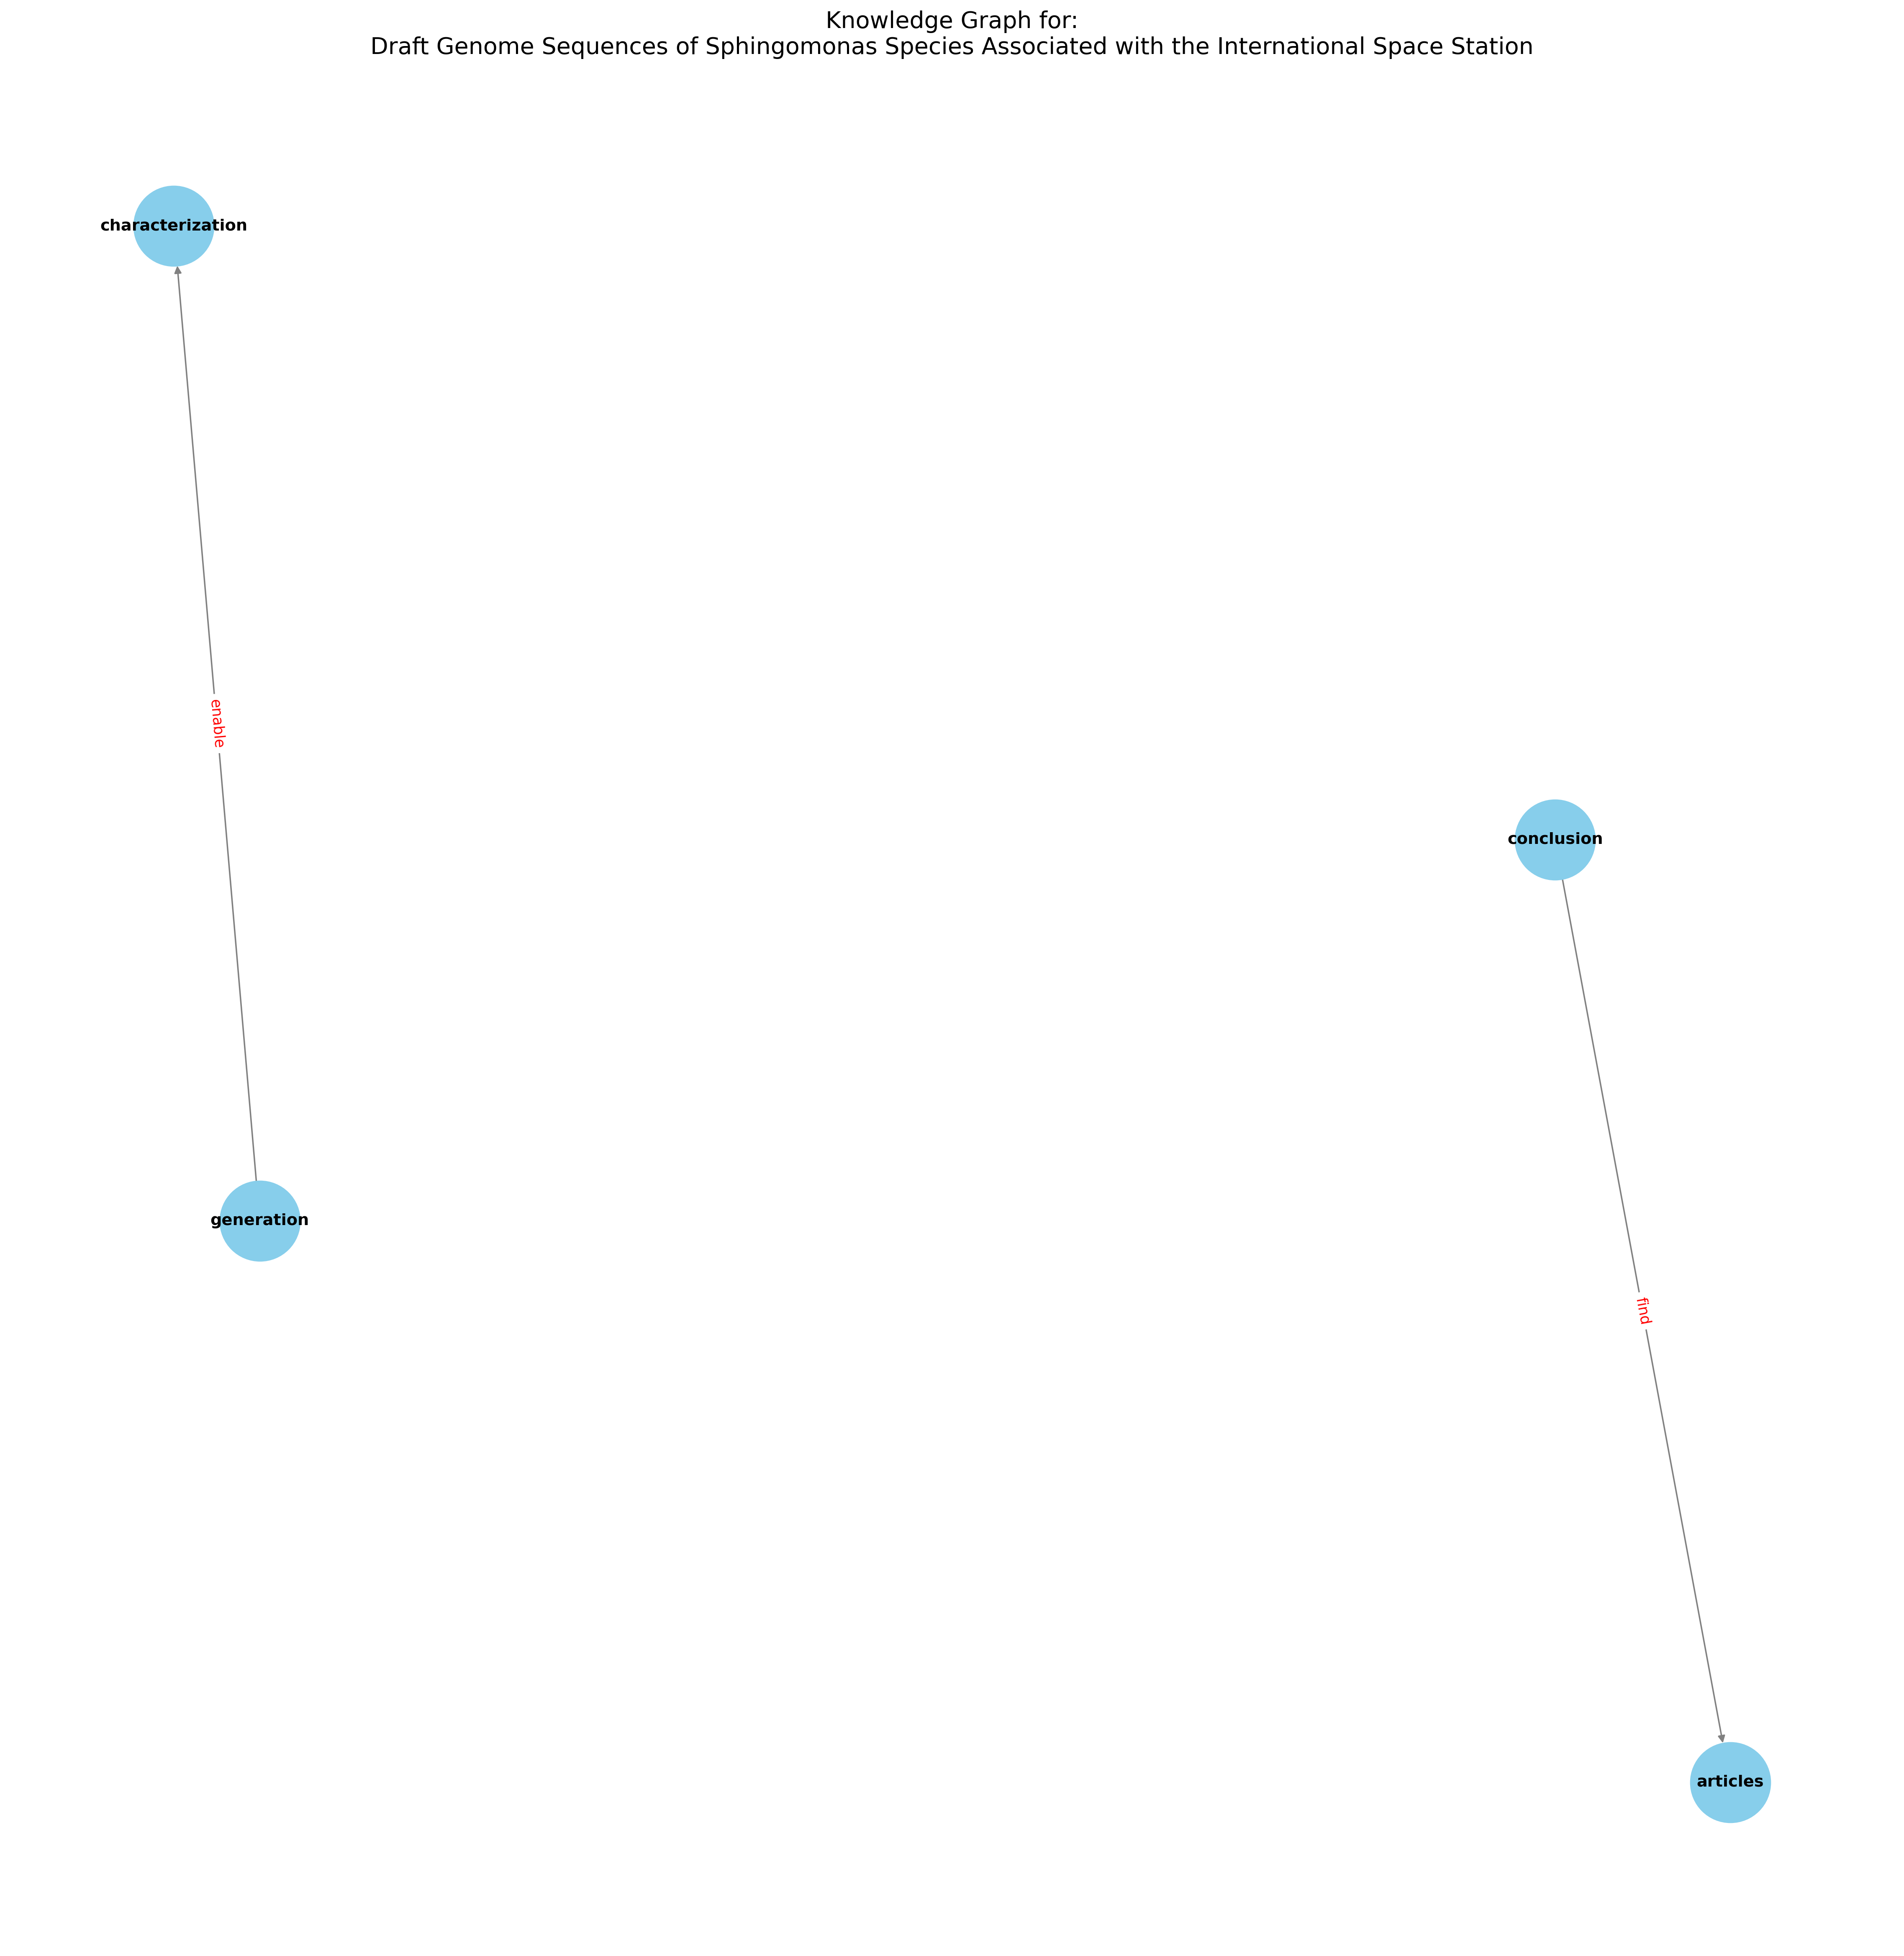 Knowledge Graph for:
Draft Genome Sequences of Sphingomonas Species Associated with the International Space Station
characterization
enable
conclusion
generation
find
articles